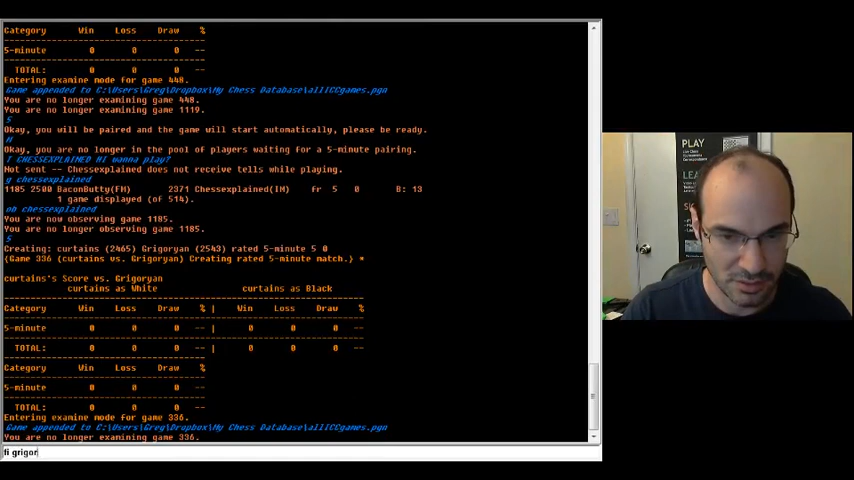 Category Win Loss Draw %
5-minute 0 0 0 --
TOTAL: 0 0 0 --
Entering examine mode for game 448.
Game appended to C:\Users\Greg\Dropbox\My Chess Database\allICCgames.pgn
You are no longer examining game 448.
You are no longer examining game 1119.
5
Okay, you will be paired and the game will start automatically, please be ready.
M
Okay, you are no longer in the pool of players waiting for a 5-minute pairing.
T CHESSEXPLAINED HI wanna play?
Not sent -- Chessexplained does not receive tells while playing.
g chessexplained
1185 2500 BaconButty(FM) 2371 Chessexplained(IM) fr 5 0 B: 13
1 game displayed (of 514).
ob chessexplained
You are now observing game 1185.
You are no longer observing game 1185.
5
Creating: curtains (2465) Grigoryan (2543) rated 5-minute 5 0
{Game 336 (curtains vs. Grigoryan) Creating rated 5-minute match.} *
curtains's Score vs. Grigoryan
curtains as White curtains as Black
Category Win Loss Draw % | Win Loss Draw %
5-minute 0 0 0 -- | 0 0 0 --
TOTAL: 0 0 0 -- | 0 0 0 --
Category Win Loss Draw %
5-minute 0 0 0 --
TOTAL: 0 0 0 --
Entering examine mode for game 336.
Game appended to C:\Users\Greg\Dropbox\My Chess Database\allICCgames.pgn
You are no longer examining game 336.
fi grigor
PLAY